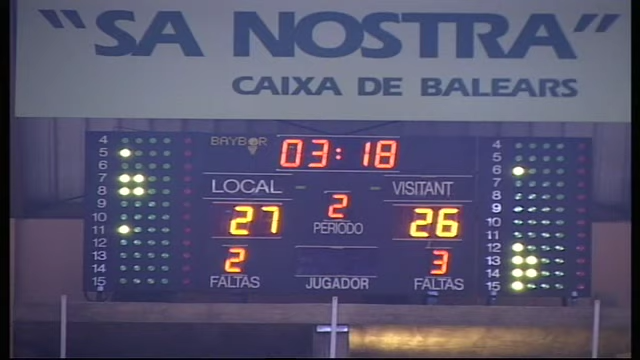 "SA NOSTRA"
CAIXA DE BALEARS
BAYBOR
03:18
LOCAL 2 VISITANT
27 PERÍODO 26
2 3
FALTAS JUGADOR FALTAS
4 4
5 5
6 6
7 7
8 8
9 9
10 10
11 11
12 12
13 13
14 14
15 15